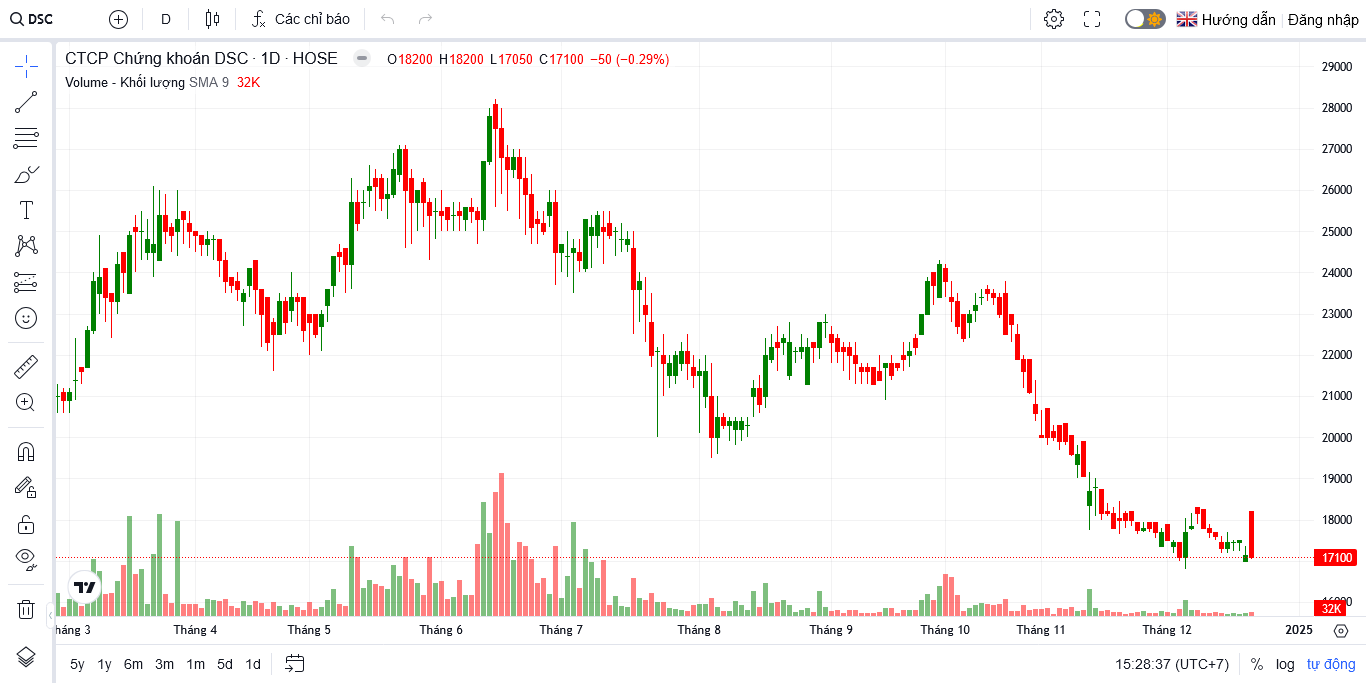 DSC
D
Các chỉ báo
Hướng dẫn
Đăng nhập
CTCP Chứng khoán DSC · 1D · HOSE
O18200 H18200 L17050 C17100 −50 (−0.29%)
Volume - Khối lượng SMA 9 32K
29000
28000
27000
26000
25000
24000
23000
22000
21000
20000
19000
18000
17100
16000
32K
háng 3
Tháng 4
Tháng 5
Tháng 6
Tháng 7
Tháng 8
Tháng 9
Tháng 10
Tháng 11
Tháng 12
2025
5y 1y 6m 3m 1m 5d 1d
15:28:37 (UTC+7)
% log tự động